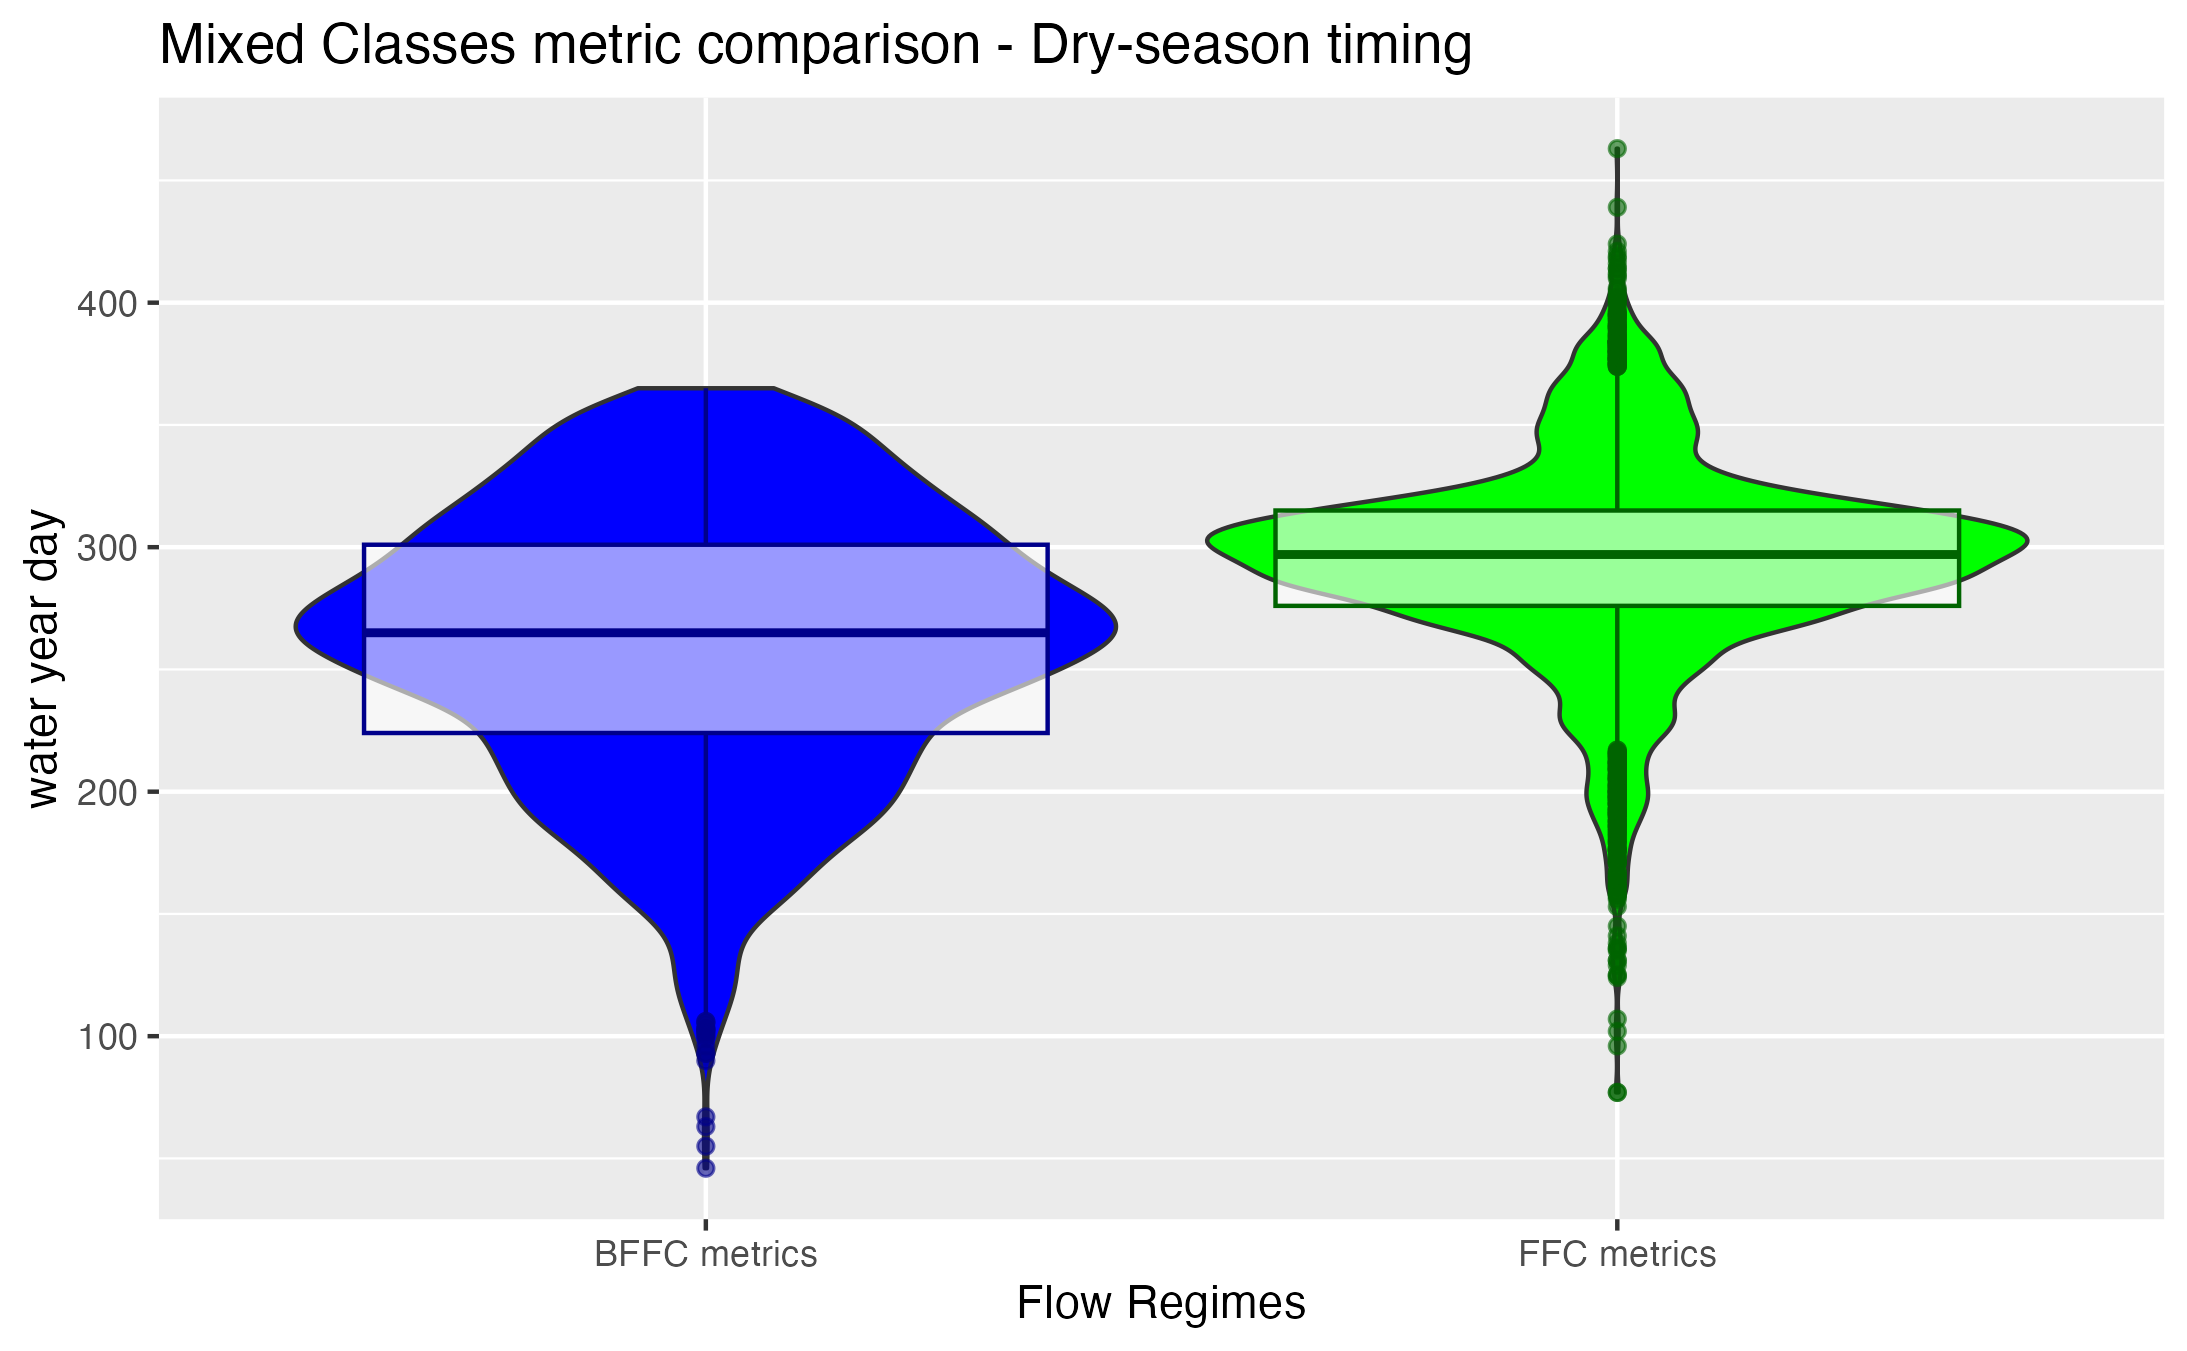 Mixed Classes metric comparison - Dry-season timing
water year day
400
300
200
100
BFFC metrics
FFC metrics
Flow Regimes